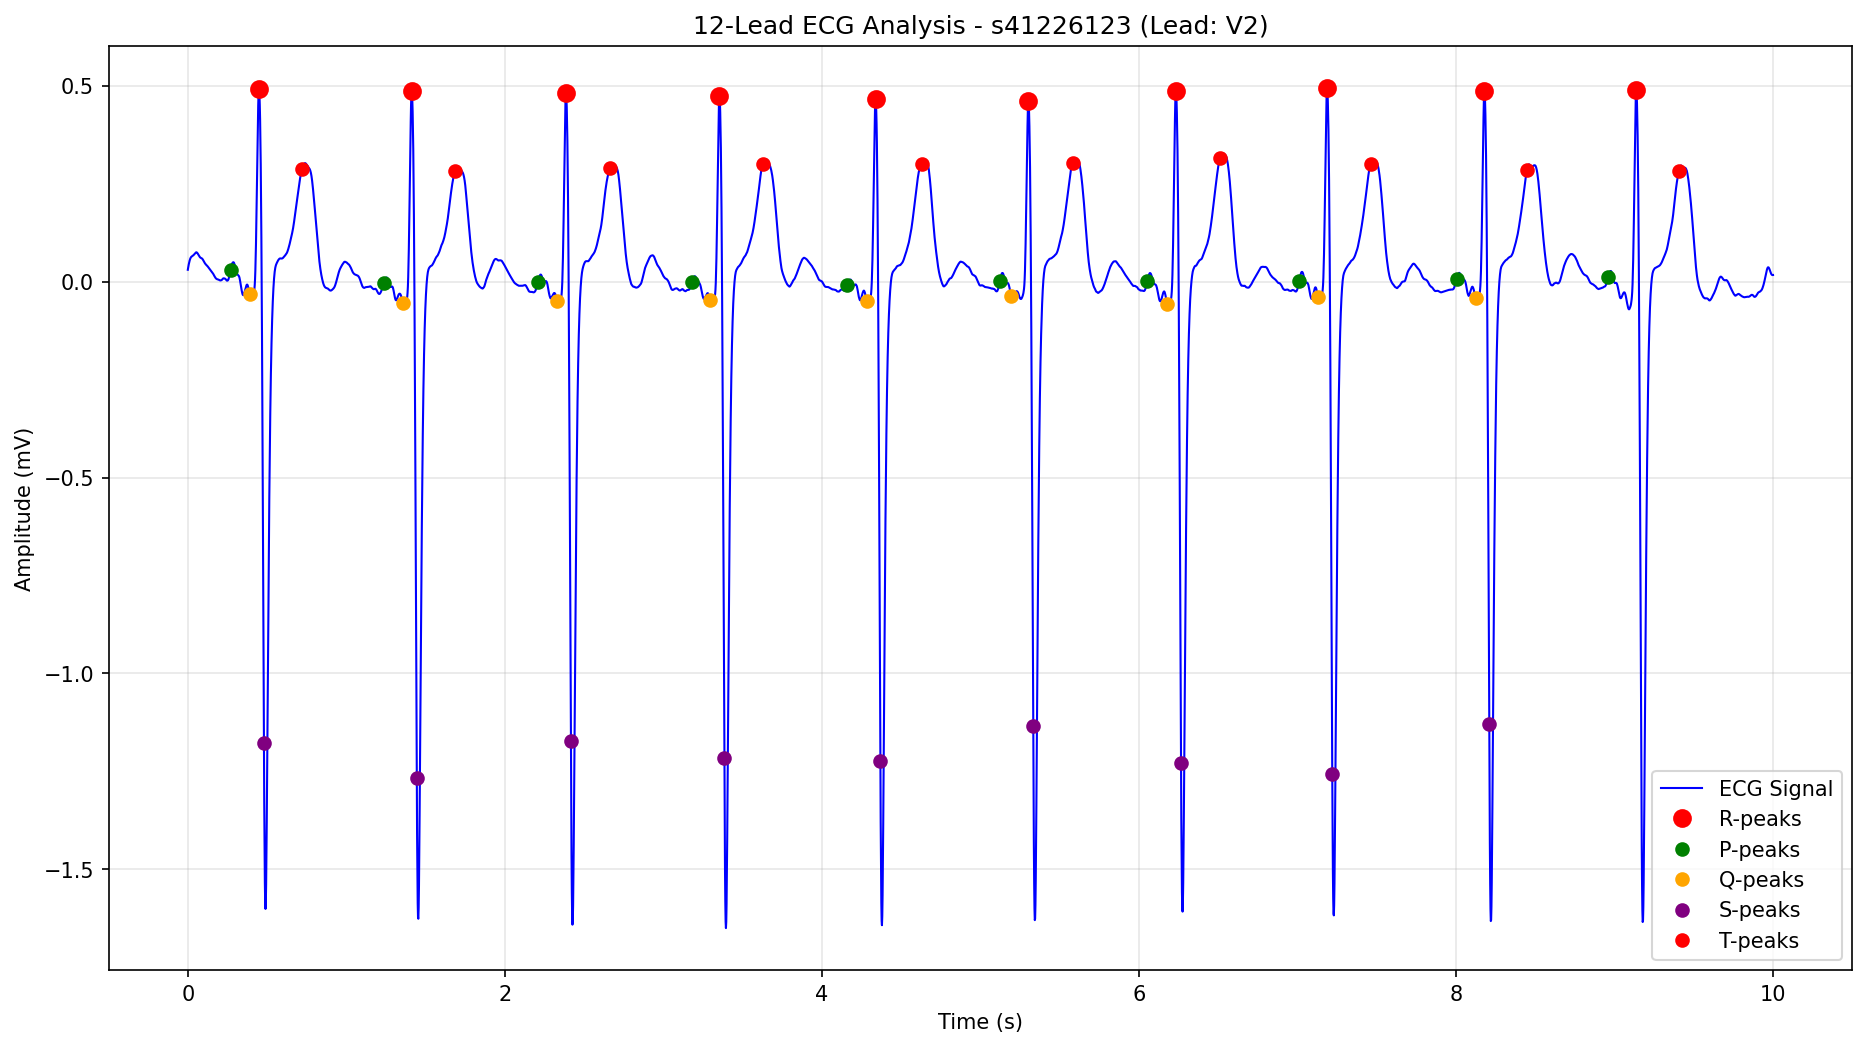 12-Lead ECG Analysis - s41226123 (Lead: V2)
0.5
0.0
−0.5
−1.0
−1.5
Amplitude (mV)
0 2 4 6 8 10
Time (s)
ECG Signal
R-peaks
P-peaks
Q-peaks
S-peaks
T-peaks